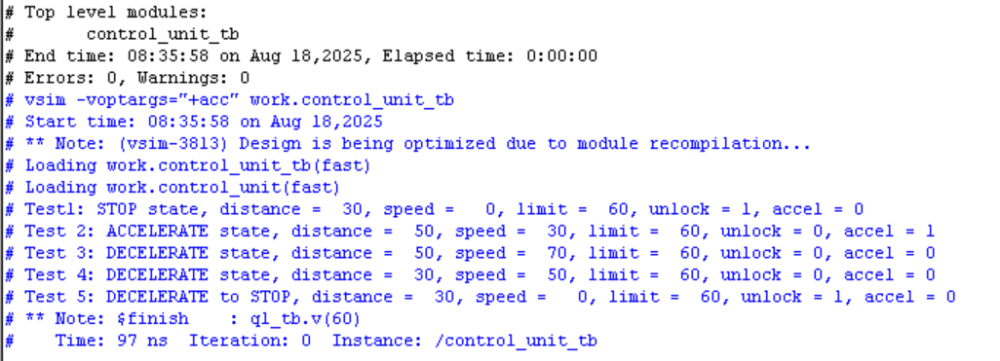 # Top level modules:
#       control_unit_tb
# End time: 08:35:58 on Aug 18,2025, Elapsed time: 0:00:00
# Errors: 0, Warnings: 0
# vsim -voptargs="+acc" work.control_unit_tb
# Start time: 08:35:58 on Aug 18,2025
# ** Note: (vsim-3813) Design is being optimized due to module recompilation...
# Loading work.control_unit_tb(fast)
# Loading work.control_unit(fast)
# Test1: STOP state, distance =  30, speed =   0, limit =  60, unlock = 1, accel = 0
# Test 2: ACCELERATE state, distance =  50, speed =  30, limit =  60, unlock = 0, accel = 1
# Test 3: DECELERATE state, distance =  50, speed =  70, limit =  60, unlock = 0, accel = 0
# Test 4: DECELERATE state, distance =  30, speed =  50, limit =  60, unlock = 0, accel = 0
# Test 5: DECELERATE to STOP, distance =  30, speed =   0, limit =  60, unlock = 1, accel = 0
# ** Note: $finish    : q1_tb.v(60)
#    Time: 97 ns  Iteration: 0  Instance: /control_unit_tb